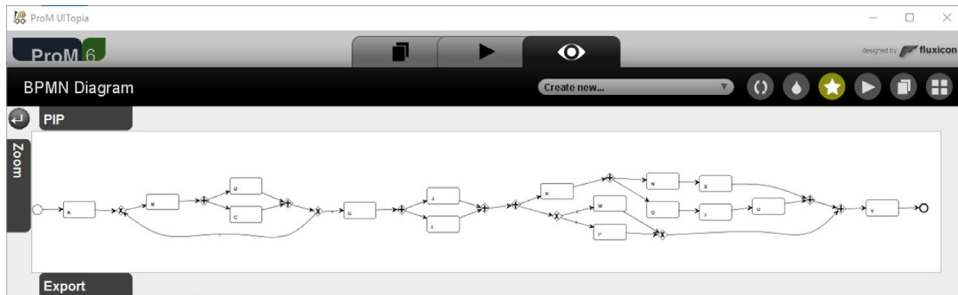 ProM UITopia
ProM 6
designed by fluxicon
BPMN Diagram
Create new...
PIP
Zoom
A
B
D
C
G
J
I
K
M
N
S
O
U
V
Export